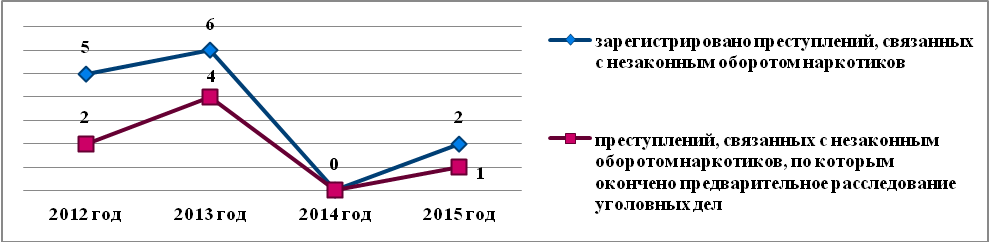 6
5
4
2
0
2
1
2012 год 2013 год 2014 год 2015 год
зарегистрировано преступлений, связанных
с незаконным оборотом наркотиков
преступлений, связанных с незаконным
оборотом наркотиков, по которым
окончено предварительное расследование
уголовных дел